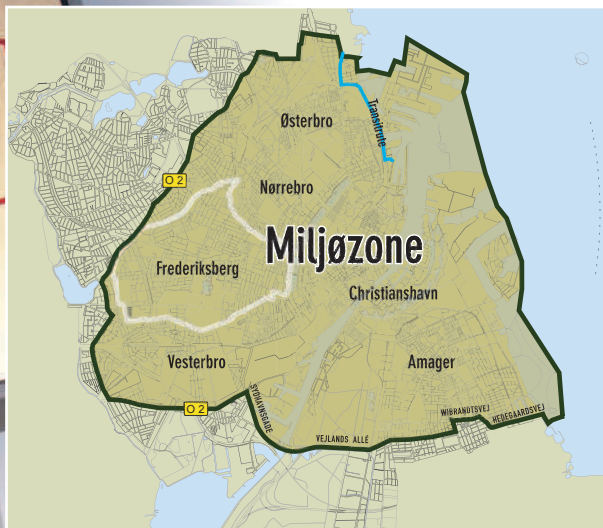 Østerbro
Transitrute
O 2
Nørrebro
Miljøzone
Frederiksberg
Christianshavn
Vesterbro
Amager
O 2
SYDHAVNSGADE
VEJLANDS ALLÉ
WIBRANDTSVEJ
HEDEGAARDSVEJ